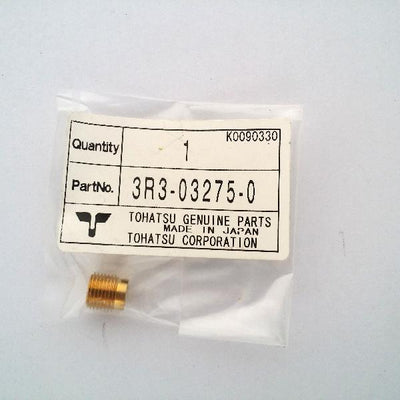 K0090330
Quantity 1
PartNo. 3R3-03275-0
TOHATSU GENUINE PARTS
MADE IN JAPAN
TOHATSU CORPORATION